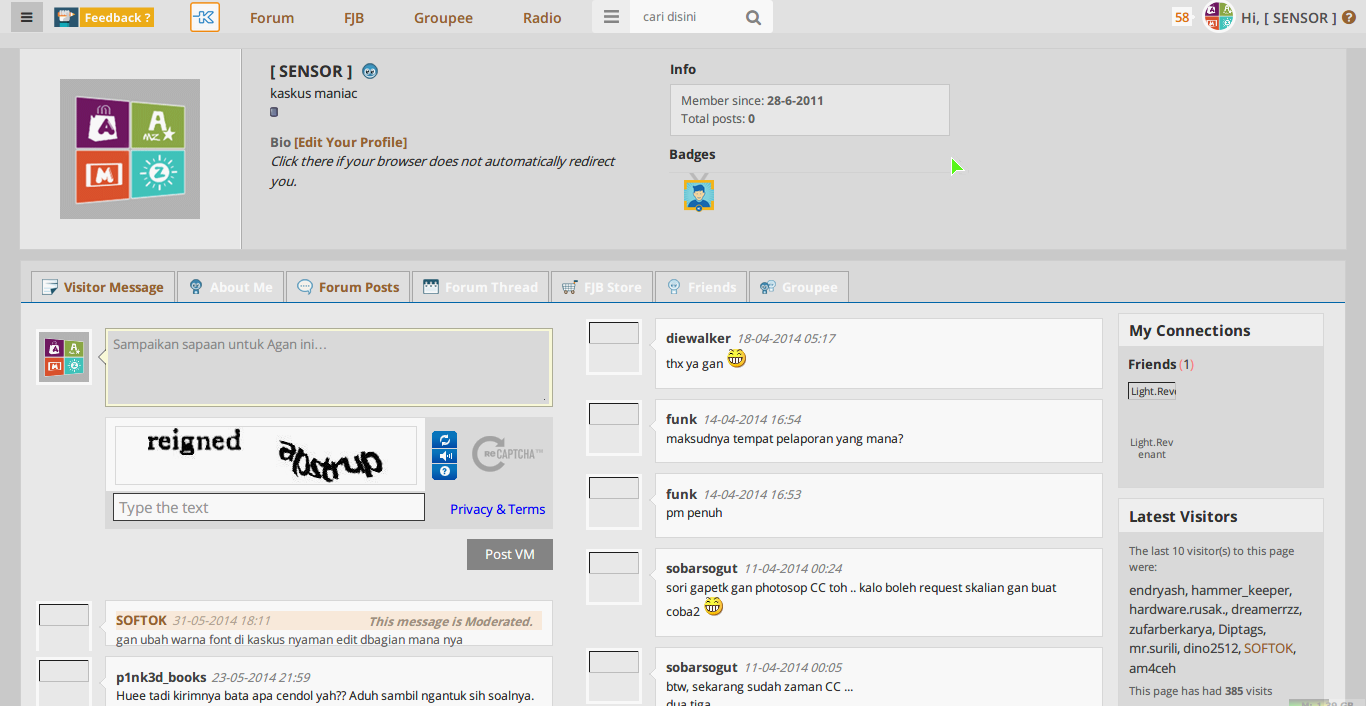 Feedback ?
Forum
FJB
Groupee
Radio
cari disini
58
Hi, [ SENSOR ]
[ SENSOR ]
kaskus maniac
Bio [Edit Your Profile]
Click there if your browser does not automatically redirect
you.
Info
Member since: 28-6-2011
Total posts: 0
Badges
Visitor Message
About Me
Forum Posts
Forum Thread
FJB Store
Friends
Groupee
Sampaikan sapaan untuk Agan ini...
reigned
reCAPTCHA™
Type the text
Privacy & Terms
Post VM
SOFTOK 31-05-2014 18:11 This message is Moderated.
gan ubah warna font di kaskus nyaman edit dbagian mana nya
p1nk3d_books 23-05-2014 21:59
Huee tadi kirimnya bata apa cendol yah?? Aduh sambil ngantuk sih soalnya.
diewalker 18-04-2014 05:17
thx ya gan
funk 14-04-2014 16:54
maksudnya tempat pelaporan yang mana?
funk 14-04-2014 16:53
pm penuh
sobarsogut 11-04-2014 00:24
sori gapetk gan photosop CC toh .. kalo boleh request skalian gan buat
coba2
sobarsogut 11-04-2014 00:05
btw, sekarang sudah zaman CC ...
dua tiga
My Connections
Friends (1)
Light.Reve
Light.Rev
enant
Latest Visitors
The last 10 visitor(s) to this page
were:
endryash, hammer_keeper,
hardware.rusak., dreamerrzz,
zufarberkarya, Diptags,
mr.surili, dino2512, SOFTOK,
am4ceh
This page has had 385 visits